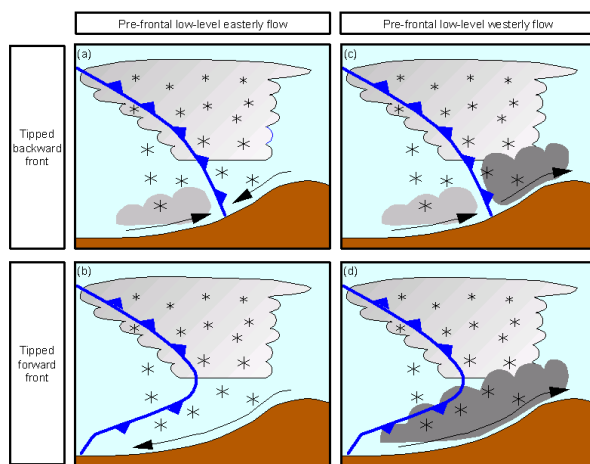 Pre-frontal low-level easterly flow
Pre-frontal low-level westerly flow
Tipped
backward
front
(a)
(c)
Tipped
forward
front
(b)
(d)